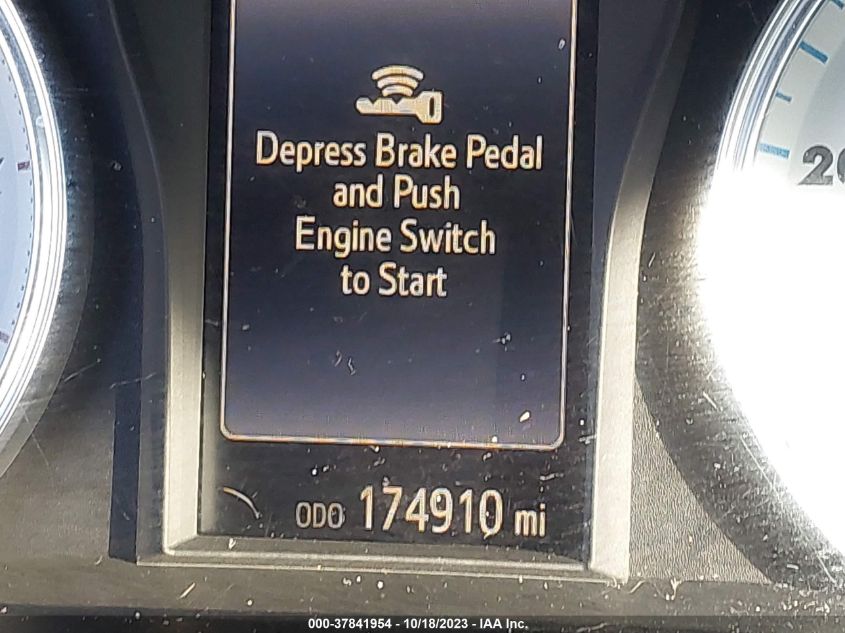 Depress Brake Pedal
and Push
Engine Switch
to Start
ODO 174910 mi
000-37841954 - 10/18/2023 - IAA Inc.